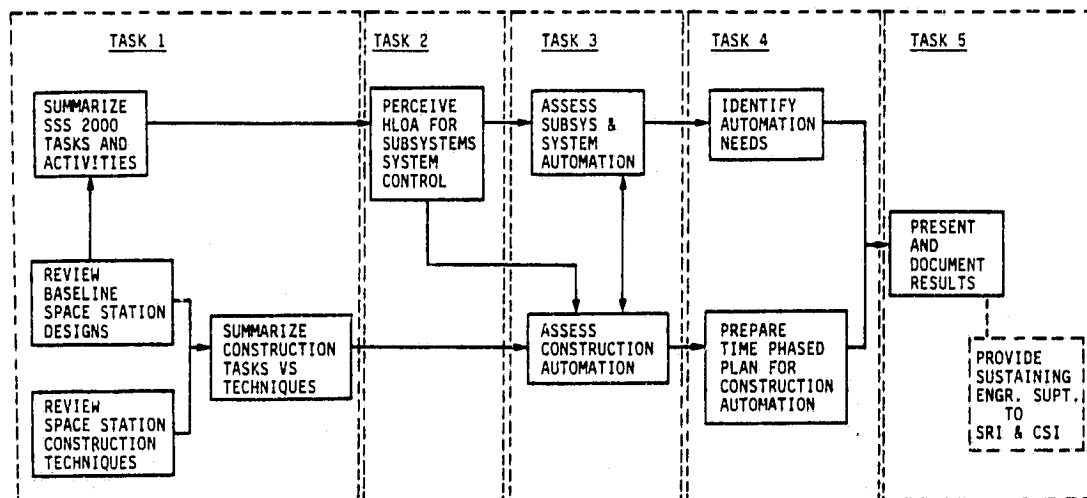 TASK 1
SUMMARIZE
SSS 2000
TASKS AND
ACTIVITIES
REVIEW
BASELINE
SPACE STATION
DESIGNS
REVIEW
SPACE STATION
CONSTRUCTION
TECHNIQUES
SUMMARIZE
CONSTRUCTION
TASKS VS
TECHNIQUES
TASK 2
PERCEIVE
HLOA FOR
SUBSYSTEMS
SYSTEM
CONTROL
TASK 3
ASSESS
SUBSYS &
SYSTEM
AUTOMATION
ASSESS
CONSTRUCTION
AUTOMATION
TASK 4
IDENTIFY
AUTOMATION
NEEDS
PREPARE
TIME PHASED
PLAN FOR
CONSTRUCTION
AUTOMATION
TASK 5
PRESENT
AND
DOCUMENT
RESULTS
PROVIDE
SUSTAINING
ENGR. SUPT.
TO
SRI & CSI